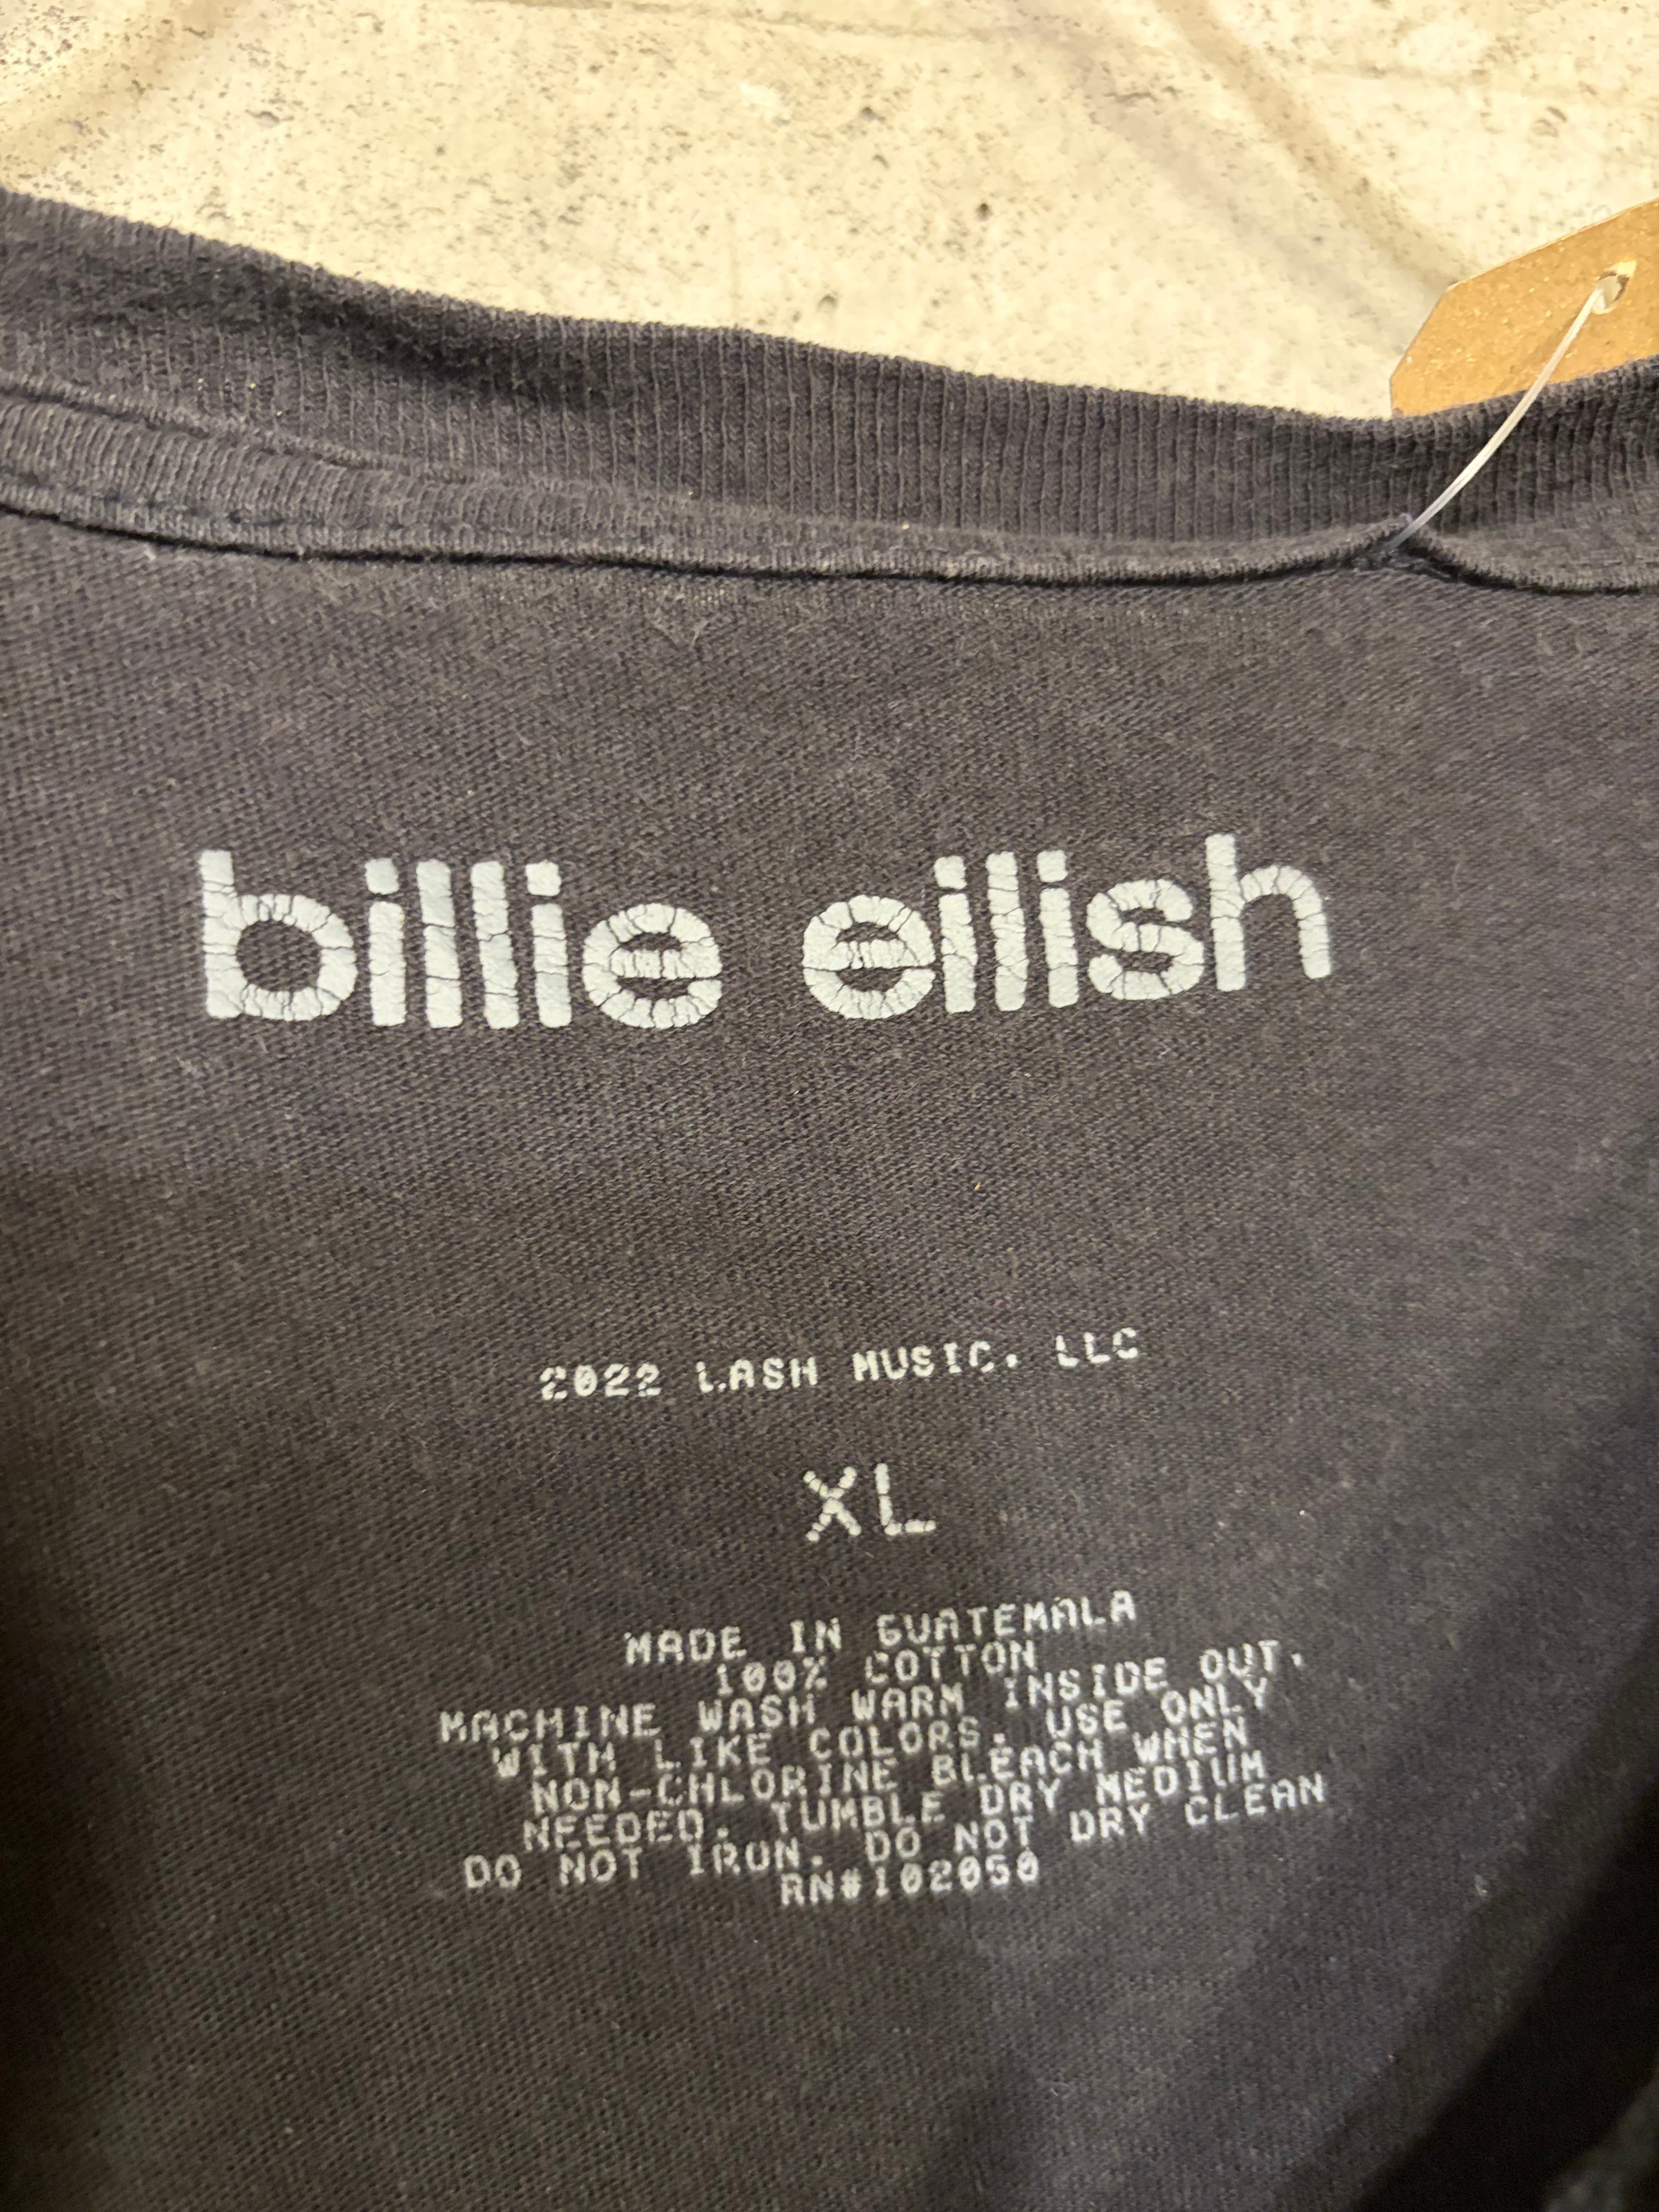 billie eilish
2022 LASH MUSIC, LLC
XL
MADE IN GUATEMALA
100% COTTON
MACHINE WASH WARM INSIDE OUT.
WITH LIKE COLORS. USE ONLY
NON-CHLORINE BLEACH WHEN
NEEDED. TUMBLE DRY MEDIUM
DO NOT IRON. DO NOT DRY CLEAN
RN#102050